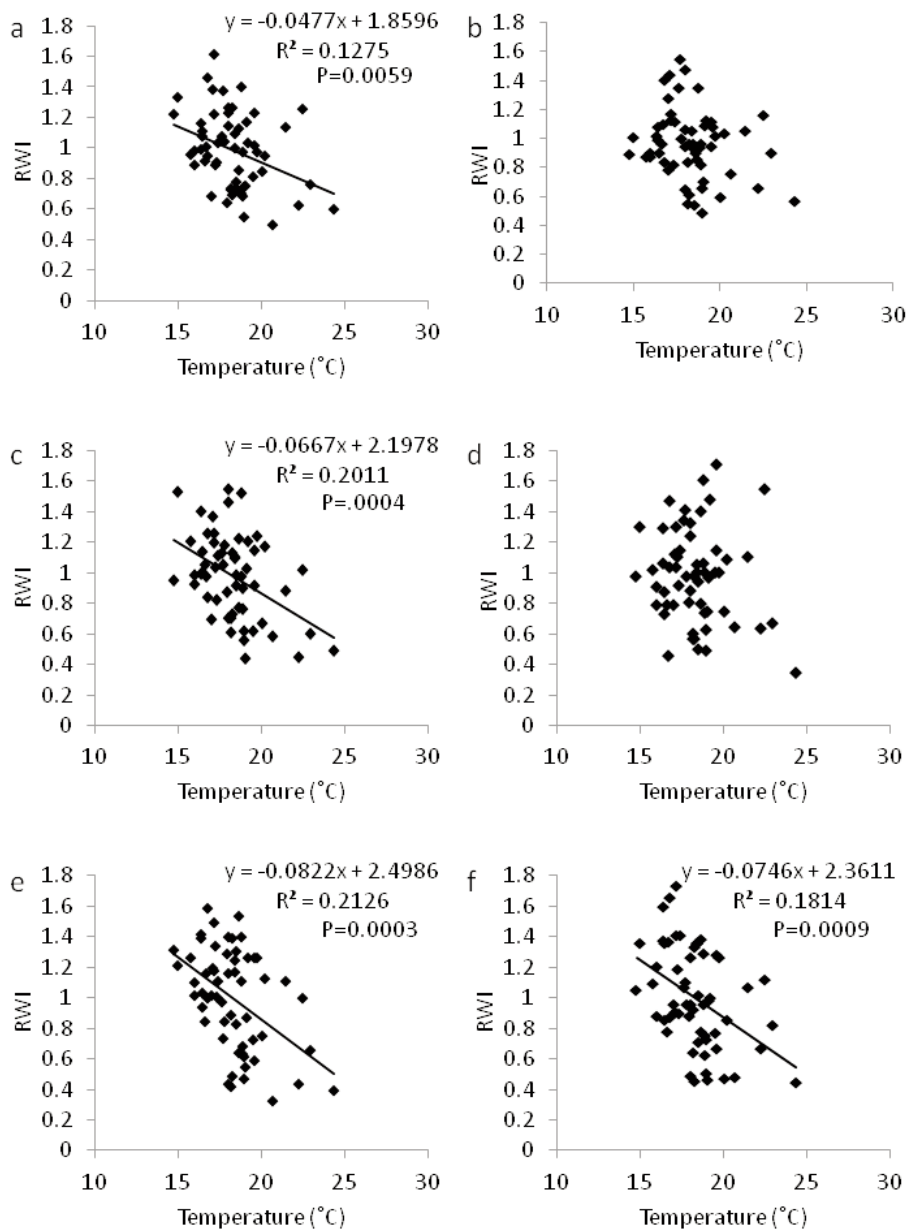 a
y = -0.0477x + 1.8596
R² = 0.1275
P=0.0059
1.8
1.6
1.4
1.2
1
0.8
0.6
0.4
0.2
0
RWI
10 15 20 25 30
Temperature (˚C)
b
1.8
1.6
1.4
1.2
1
0.8
0.6
0.4
0.2
0
RWI
10 15 20 25 30
Temperature (˚C)
c
y = -0.0667x + 2.1978
R² = 0.2011
P=.0004
1.8
1.6
1.4
1.2
1
0.8
0.6
0.4
0.2
0
RWI
10 15 20 25 30
Temperature (˚C)
d
1.8
1.6
1.4
1.2
1
0.8
0.6
0.4
0.2
0
RWI
10 15 20 25 30
Temperature (˚C)
e
y = -0.0822x + 2.4986
R² = 0.2126
P=0.0003
1.8
1.6
1.4
1.2
1
0.8
0.6
0.4
0.2
0
RWI
10 15 20 25 30
Temperature (˚C)
f
y = -0.0746x + 2.3611
R² = 0.1814
P=0.0009
1.8
1.6
1.4
1.2
1
0.8
0.6
0.4
0.2
0
RWI
10 15 20 25 30
Temperature (˚C)